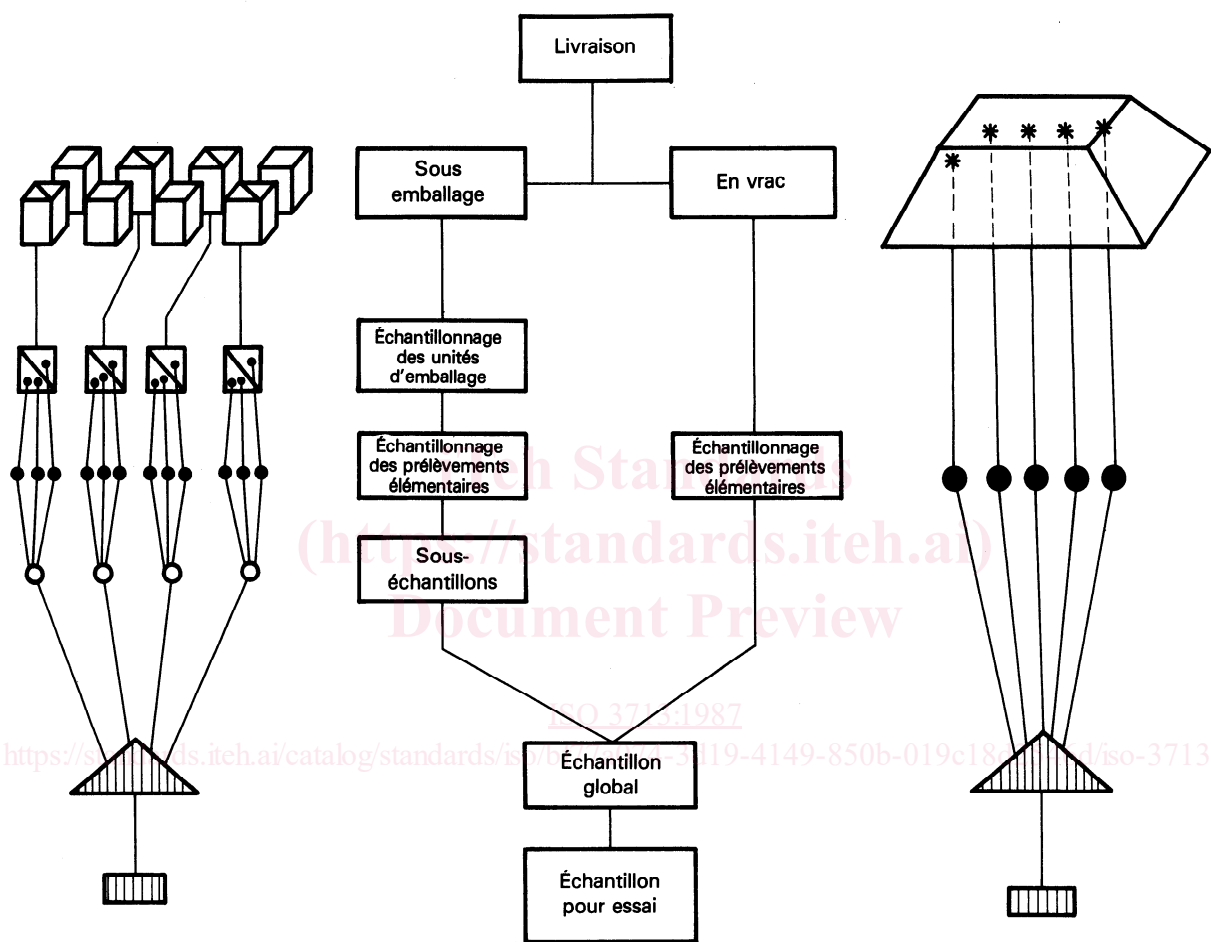 Livraison
Sous
emballage
En vrac
Échantillonnage
des unités
d'emballage
Échantillonnage
des prélèvements
élémentaires
Échantillonnage
des prélèvements
élémentaires
iTeh Standards
(https://standards.iteh.ai)
Sous-
échantillons
Document Preview
ISO 3713:1987
Échantillon
global
Échantillon
pour essai